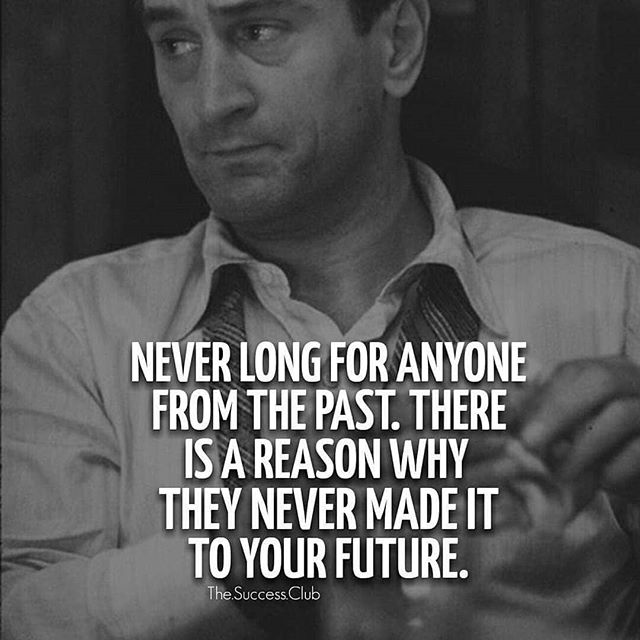 NEVER LONG FOR ANYONE
FROM THE PAST. THERE
IS A REASON WHY
THEY NEVER MADE IT
TO YOUR FUTURE.
The.Success.Club